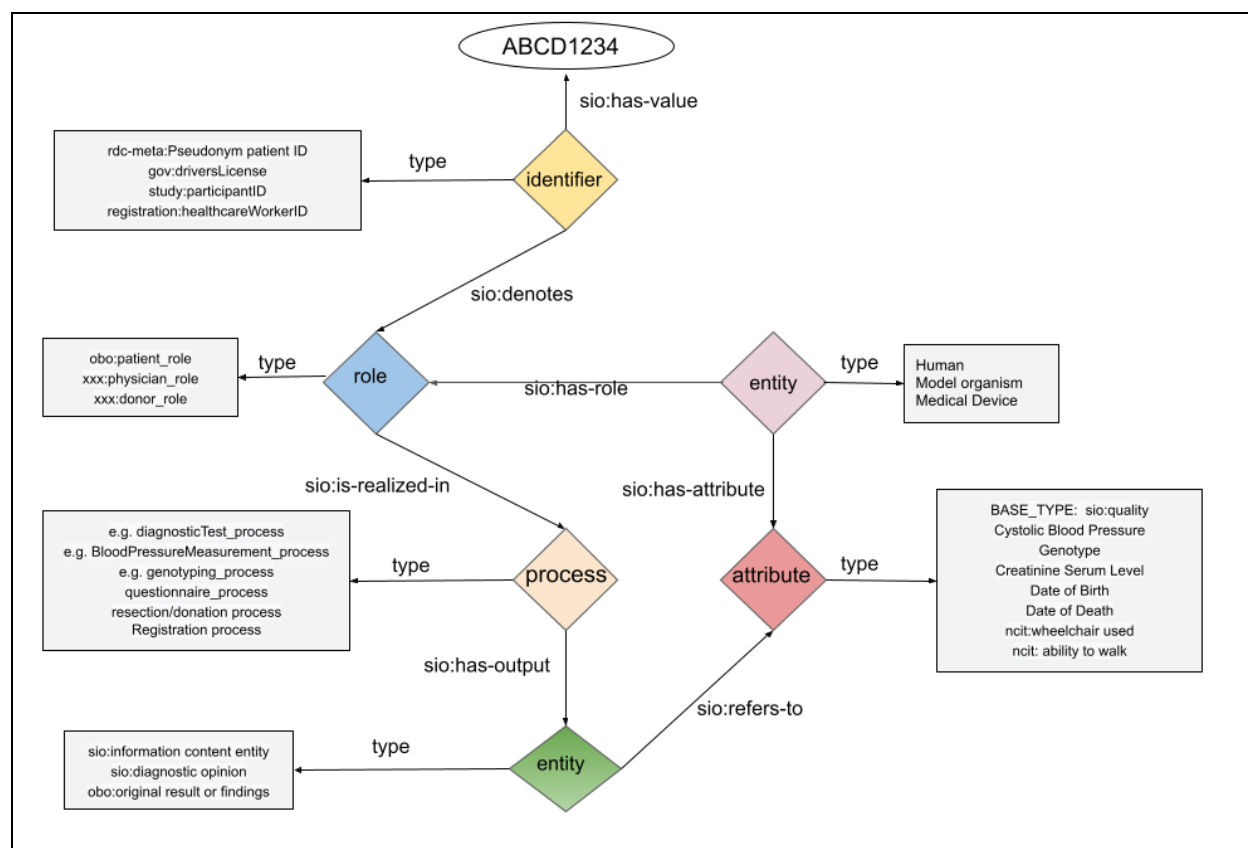 ABCD1234
sio:has-value
rdc-meta:Pseudonym patient ID
gov:driversLicense
study:participantID
registration:healthcareWorkerID
type
identifier
sio:denotes
obo:patient_role
xxx:physician_role
xxx:donor_role
type
role
sio:has-role
entity
type
Human
Model organism
Medical Device
sio:is-realized-in
sio:has-attribute
e.g. diagnosticTest_process
e.g. BloodPressureMeasurement_process
e.g. genotyping_process
questionnaire_process
resection/donation process
Registration process
type
process
attribute
type
BASE_TYPE: sio:quality
Cystolic Blood Pressure
Genotype
Creatinine Serum Level
Date of Birth
Date of Death
ncit:wheelchair used
ncit: ability to walk
sio:has-output
sio:refers-to
sio:information content entity
sio:diagnostic opinion
obo:original result or findings
type
entity